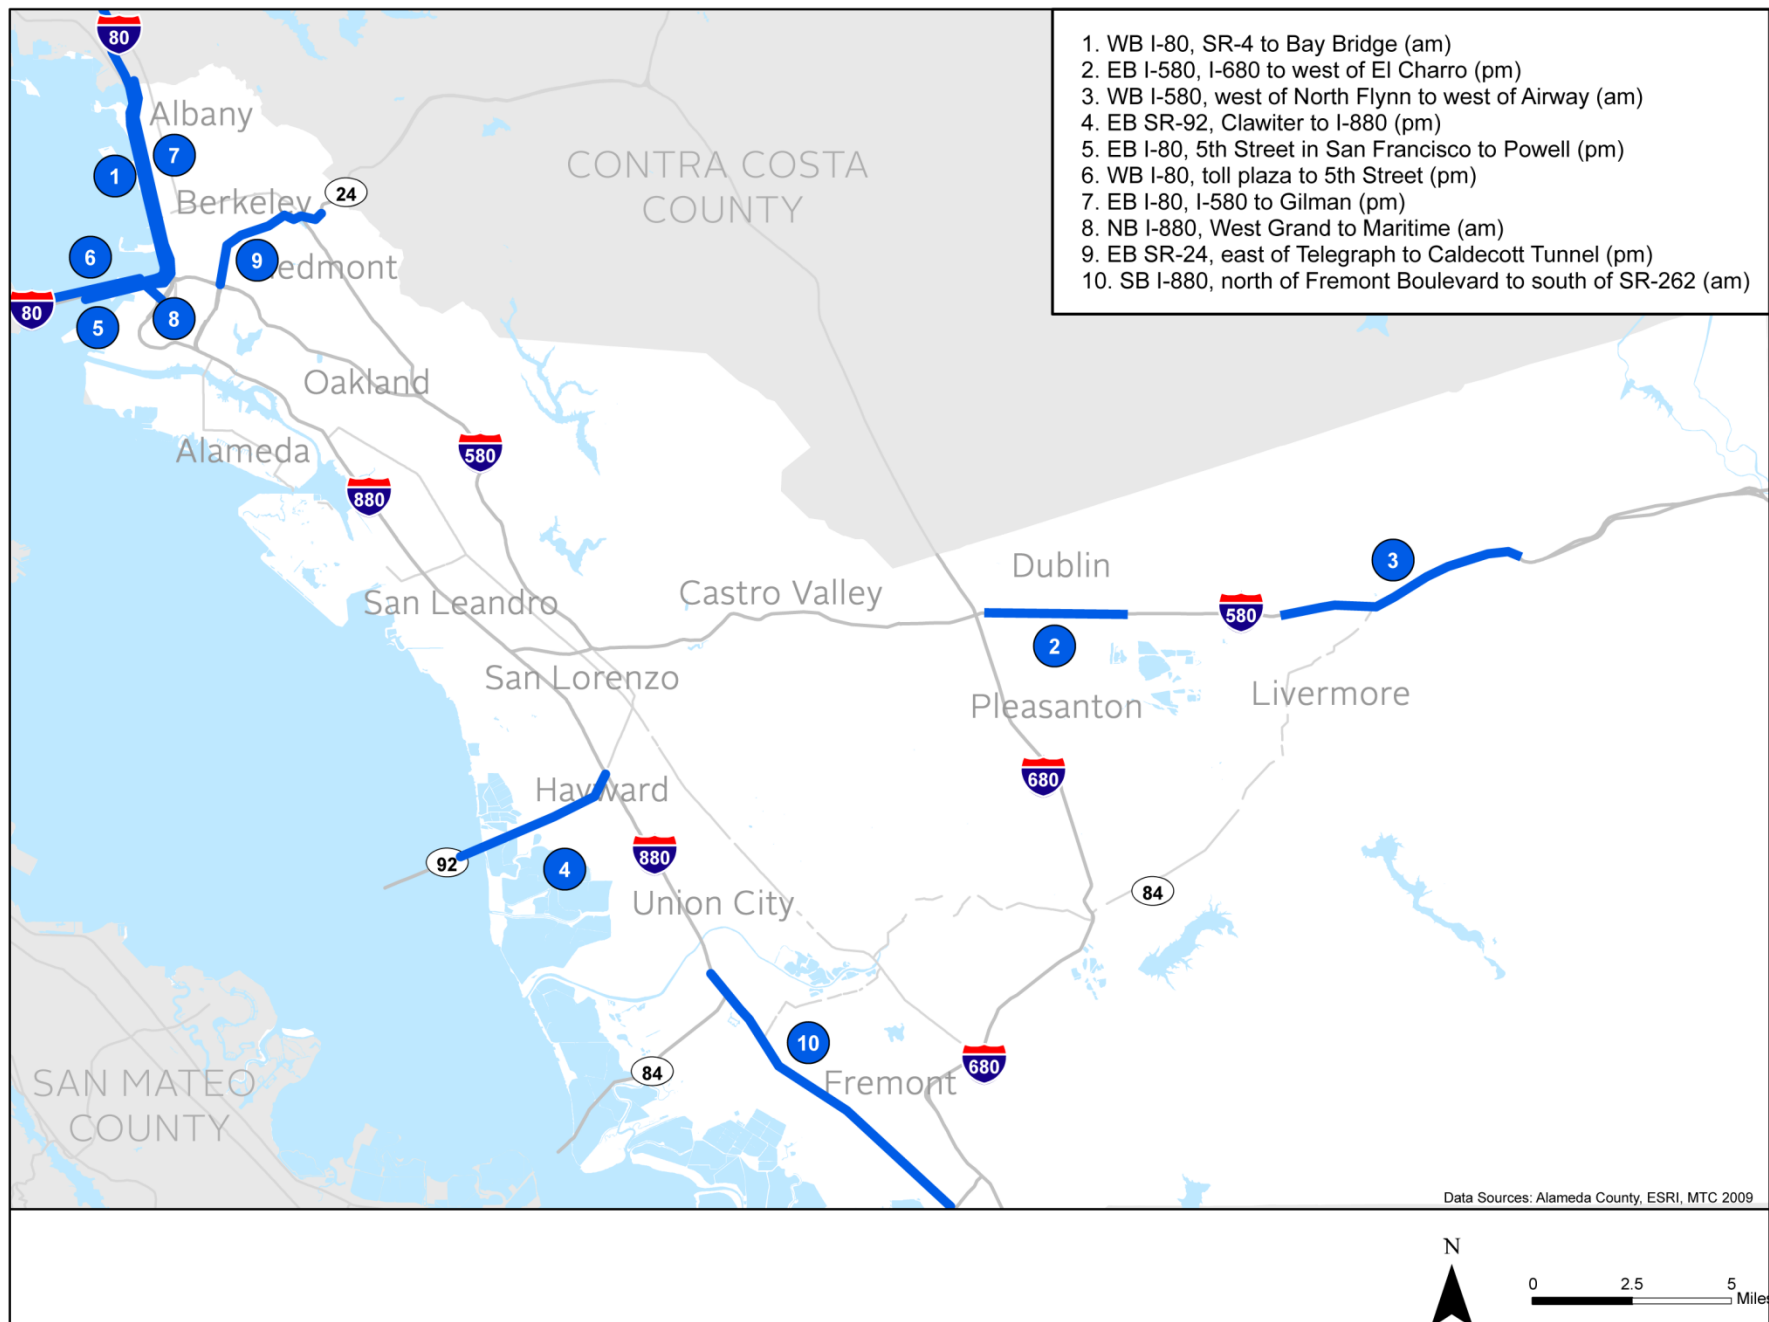 1. WB I-80, SR-4 to Bay Bridge (am)
2. EB I-580, I-680 to west of El Charro (pm)
3. WB I-580, west of North Flynn to west of Airway (am)
4. EB SR-92, Clawiter to I-880 (pm)
5. EB I-80, 5th Street in San Francisco to Powell (pm)
6. WB I-80, toll plaza to 5th Street (pm)
7. EB I-80, I-580 to Gilman (pm)
8. NB I-880, West Grand to Maritime (am)
9. EB SR-24, east of Telegraph to Caldecott Tunnel (pm)
10. SB I-880, north of Fremont Boulevard to south of SR-262 (am)
80
Albany
7
1
CONTRA COSTA
COUNTY
24
Berkeley
6
9
edmont
80
5
8
Oakland
Alameda
580
880
Dublin
3
Castro Valley
San Leandro
580
2
San Lorenzo
Pleasanton
Livermore
680
Hayward
92
4
880
84
Union City
10
680
84
Fremont
SAN MATEO
COUNTY
Data Sources: Alameda County, ESRI, MTC 2009
N
0 2.5 5
Miles